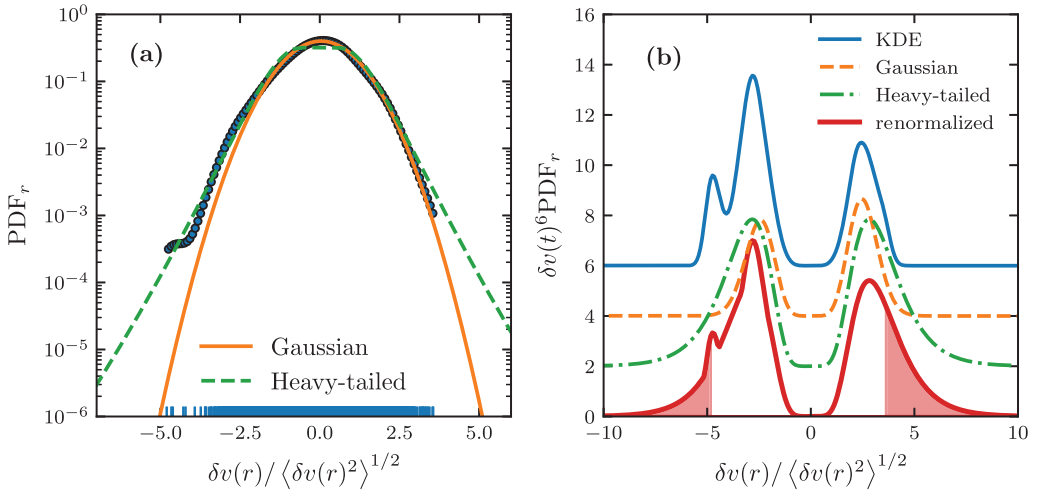 (a)
10^0
10^{-1}
10^{-2}
10^{-3}
10^{-4}
10^{-5}
10^{-6}
PDF_r
Gaussian
Heavy-tailed
−5.0 −2.5 0.0 2.5 5.0
δv(r)/⟨δv(r)^2⟩^{1/2}
(b)
16
14
12
10
8
6
4
2
0
δv(t)^6PDF_r
KDE
Gaussian
Heavy-tailed
renormalized
−10 −5 0 5 10
δv(r)/⟨δv(r)^2⟩^{1/2}